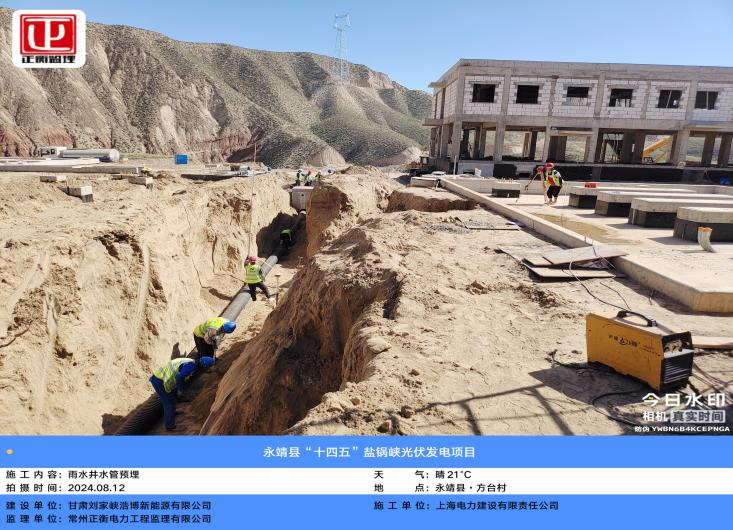 正衡监理
今日水印
相机 真实时间
防伪 YWBN6B4KCEPNGA
永靖县“十四五”盐锅峡光伏发电项目
施工内容：雨水井水管预埋
天 气：晴 21℃
拍摄时间：2024.08.12
地 点：永靖县·方台村
建设单位：甘肃刘家峡浩博新能源有限公司
施工单位：上海电力建设有限责任公司
监理单位：常州正衡电力工程监理有限公司